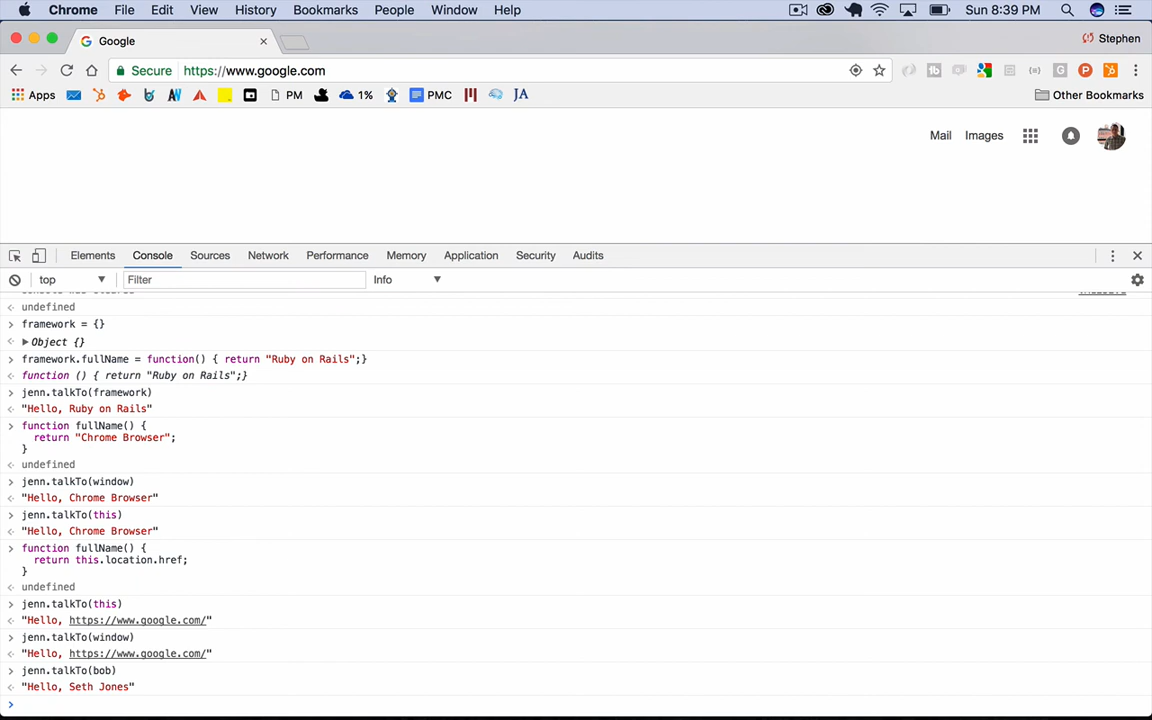 Chrome File Edit View History Bookmarks People Window Help Sun 8:39 PM
Google Stephen
Secure https://www.google.com
Apps 1% PM PMC JA Other Bookmarks
Mail Images
Elements Console Sources Network Performance Memory Application Security Audits
top Filter Info
undefined
framework = {}
Object {}
framework.fullName = function() { return "Ruby on Rails";}
function () { return "Ruby on Rails";}
jenn.talkTo(framework)
"Hello, Ruby on Rails"
function fullName() {
return "Chrome Browser";
}
undefined
jenn.talkTo(window)
"Hello, Chrome Browser"
jenn.talkTo(this)
"Hello, Chrome Browser"
function fullName() {
return this.location.href;
}
undefined
jenn.talkTo(this)
"Hello, https://www.google.com/"
jenn.talkTo(window)
"Hello, https://www.google.com/"
jenn.talkTo(bob)
"Hello, Seth Jones"